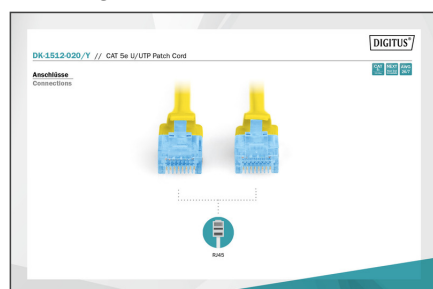 DIGITUS®
DK-1512-020/Y // CAT 5e U/UTP Patch Cord
Anschlüsse
Connections
RJ45